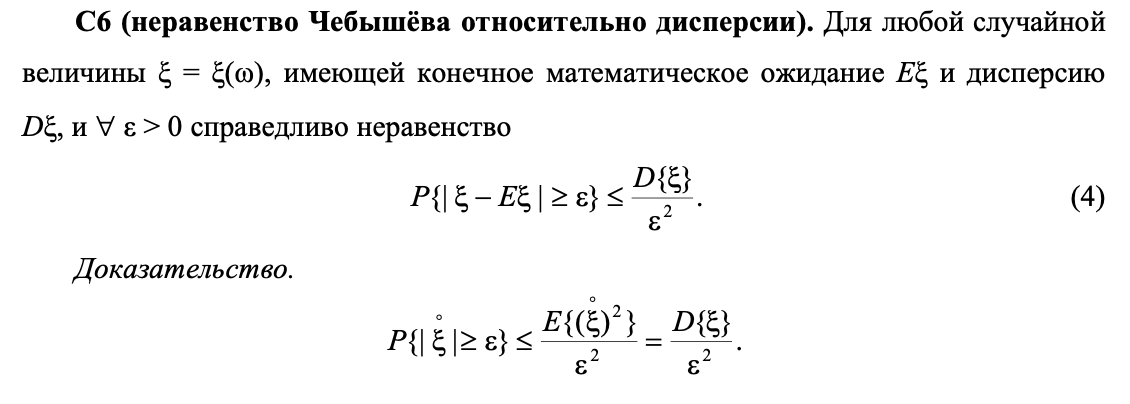 С6 (неравенство Чебышёва относительно дисперсии). Для любой случайной
величины ξ = ξ(ω), имеющей конечное математическое ожидание Eξ и дисперсию
Dξ, и ∀ ε > 0 справедливо неравенство
P{| ξ − Eξ | ≥ ε} ≤ D{ξ}/ε². (4)
Доказательство.
P{| ξ̊ |≥ ε} ≤ E{(ξ̊)²}/ε² = D{ξ}/ε².